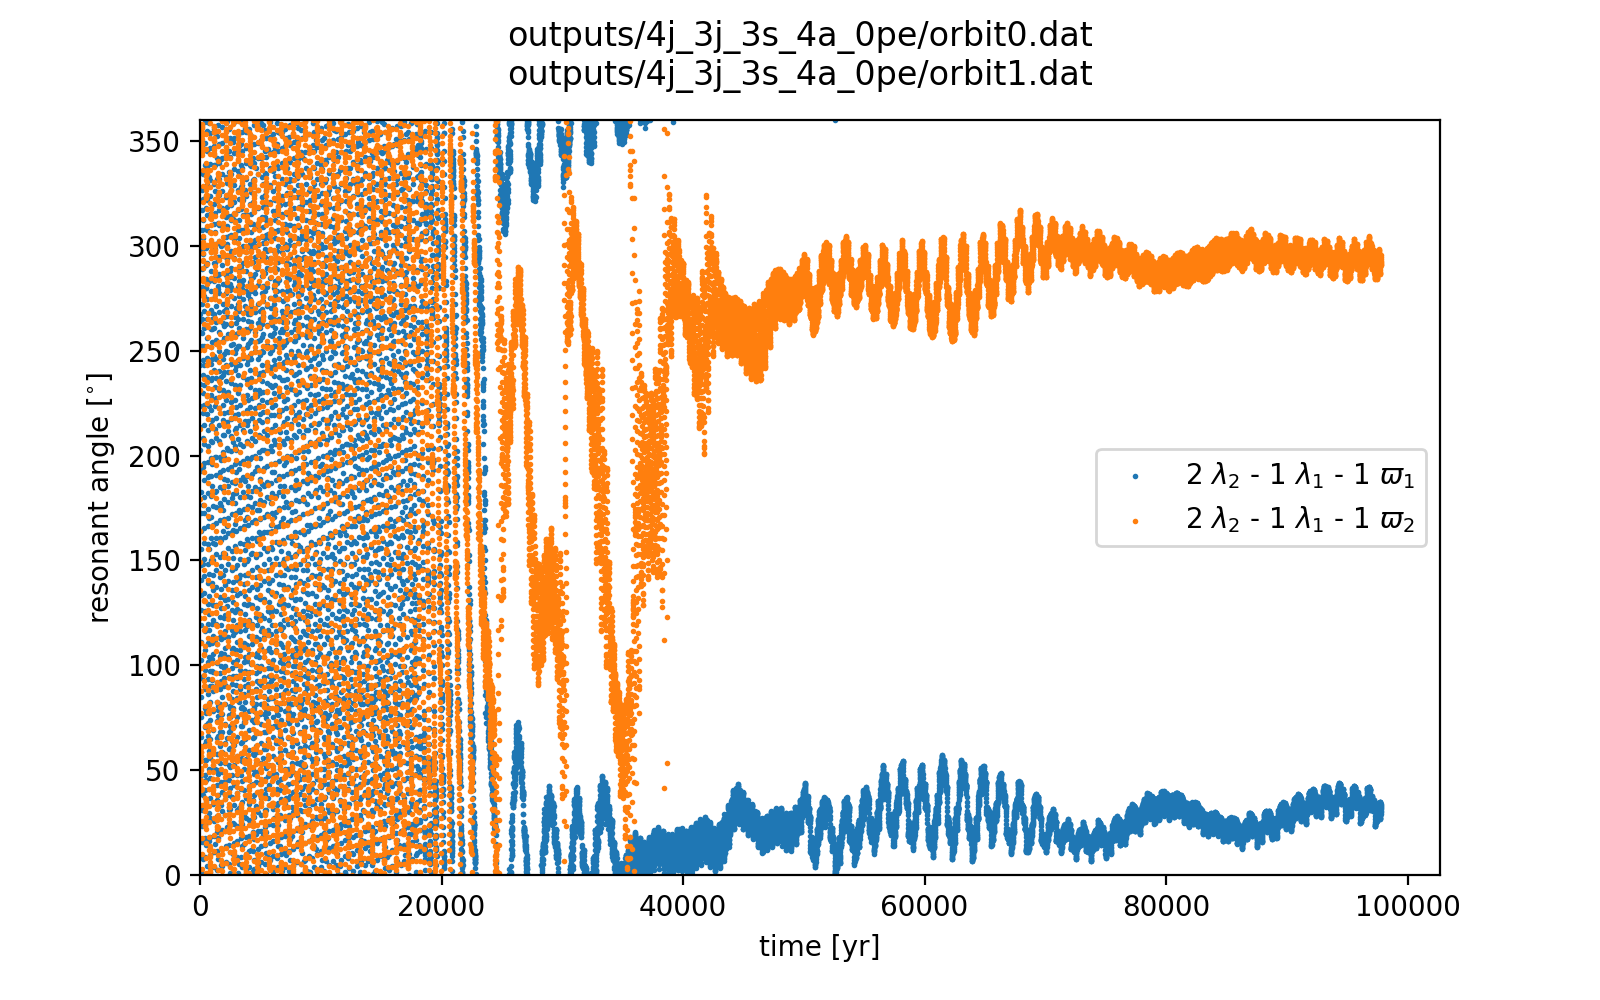 outputs/4j_3j_3s_4a_0pe/orbit0.dat
outputs/4j_3j_3s_4a_0pe/orbit1.dat
350
300
250
200
150
100
50
0
resonant angle [°]
2 λ₂ - 1 λ₁ - 1 ϖ₁
2 λ₂ - 1 λ₁ - 1 ϖ₂
0 20000 40000 60000 80000 100000
time [yr]